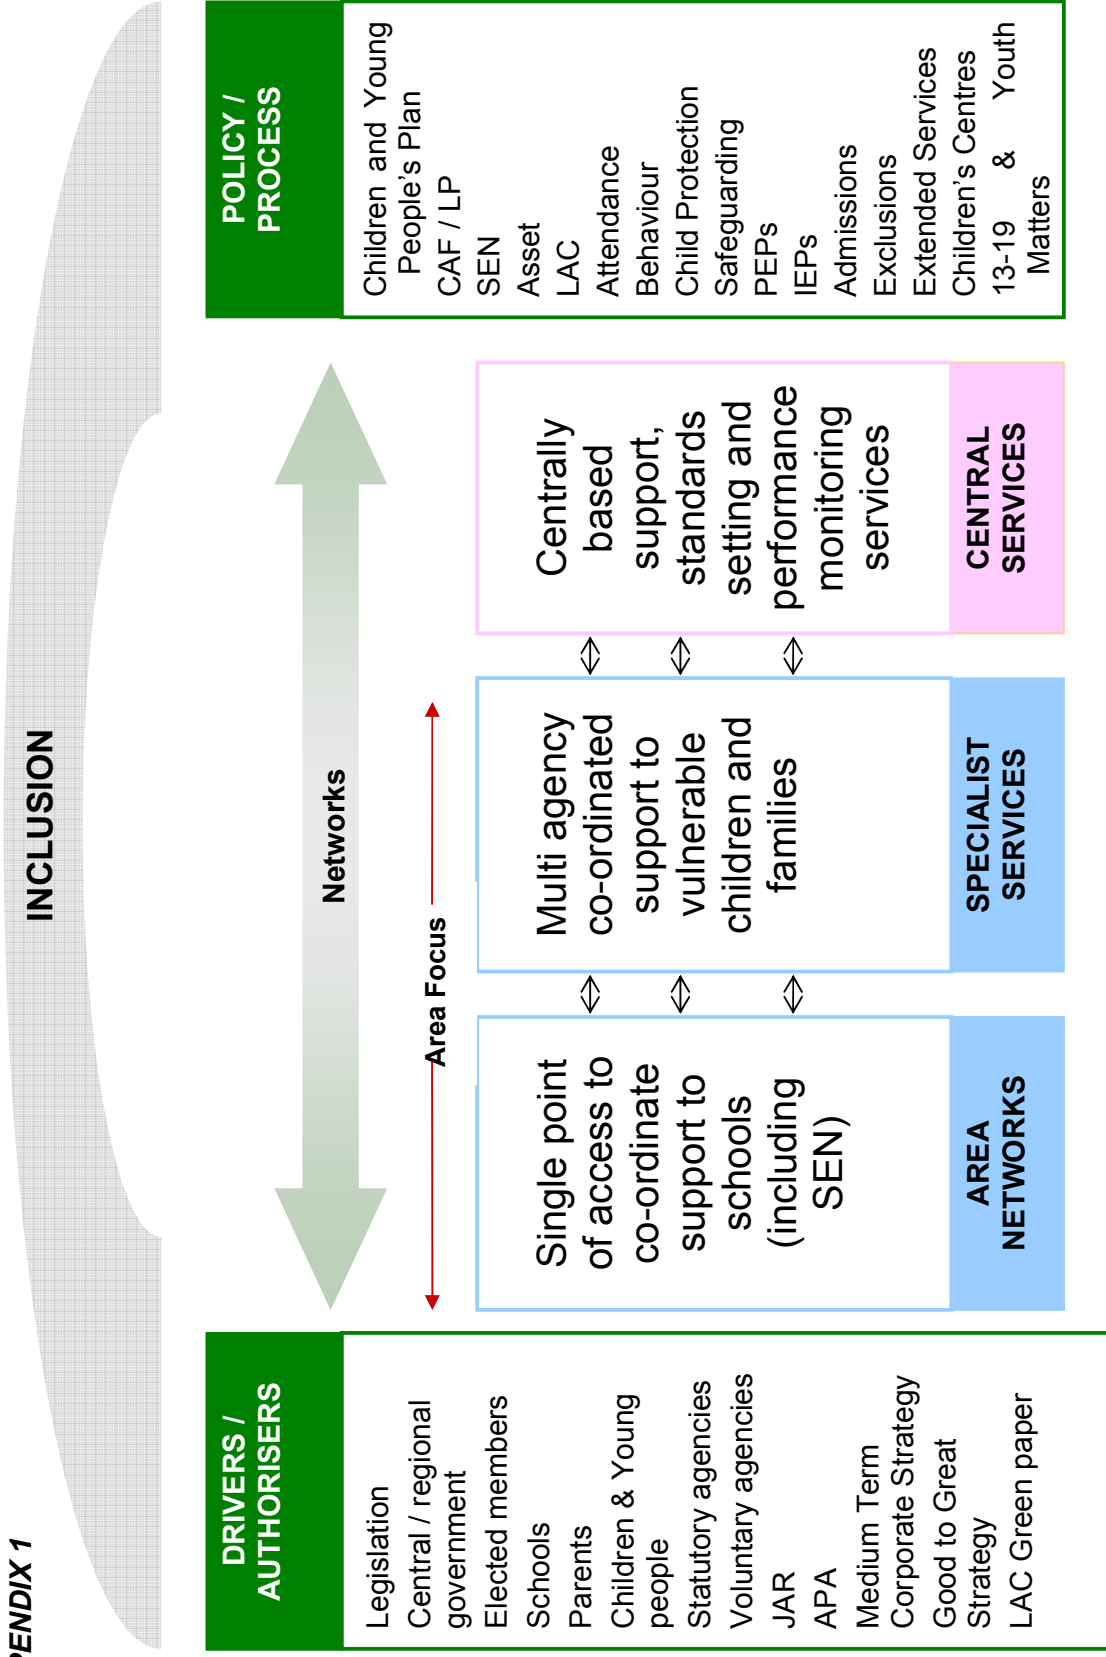 PENDIX 1
INCLUSION
DRIVERS /
AUTHORISERS
Legislation
Central / regional
government
Elected members
Schools
Parents
Children & Young
people
Statutory agencies
Voluntary agencies
JAR
APA
Medium Term
Corporate Strategy
Good to Great
Strategy
LAC Green paper
Networks
Area Focus
Single point
of access to
co-ordinate
support to
schools
(including
SEN)
AREA
NETWORKS
Multi agency
co-ordinated
support to
vulnerable
children and
families
SPECIALIST
SERVICES
Centrally
based
support,
standards
setting and
performance
monitoring
services
CENTRAL
SERVICES
POLICY /
PROCESS
Children and Young
People's Plan
CAF / LP
SEN
Asset
LAC
Attendance
Behaviour
Child Protection
Safeguarding
PEPs
IEPs
Admissions
Exclusions
Extended Services
Children's Centres
13-19 & Youth
Matters